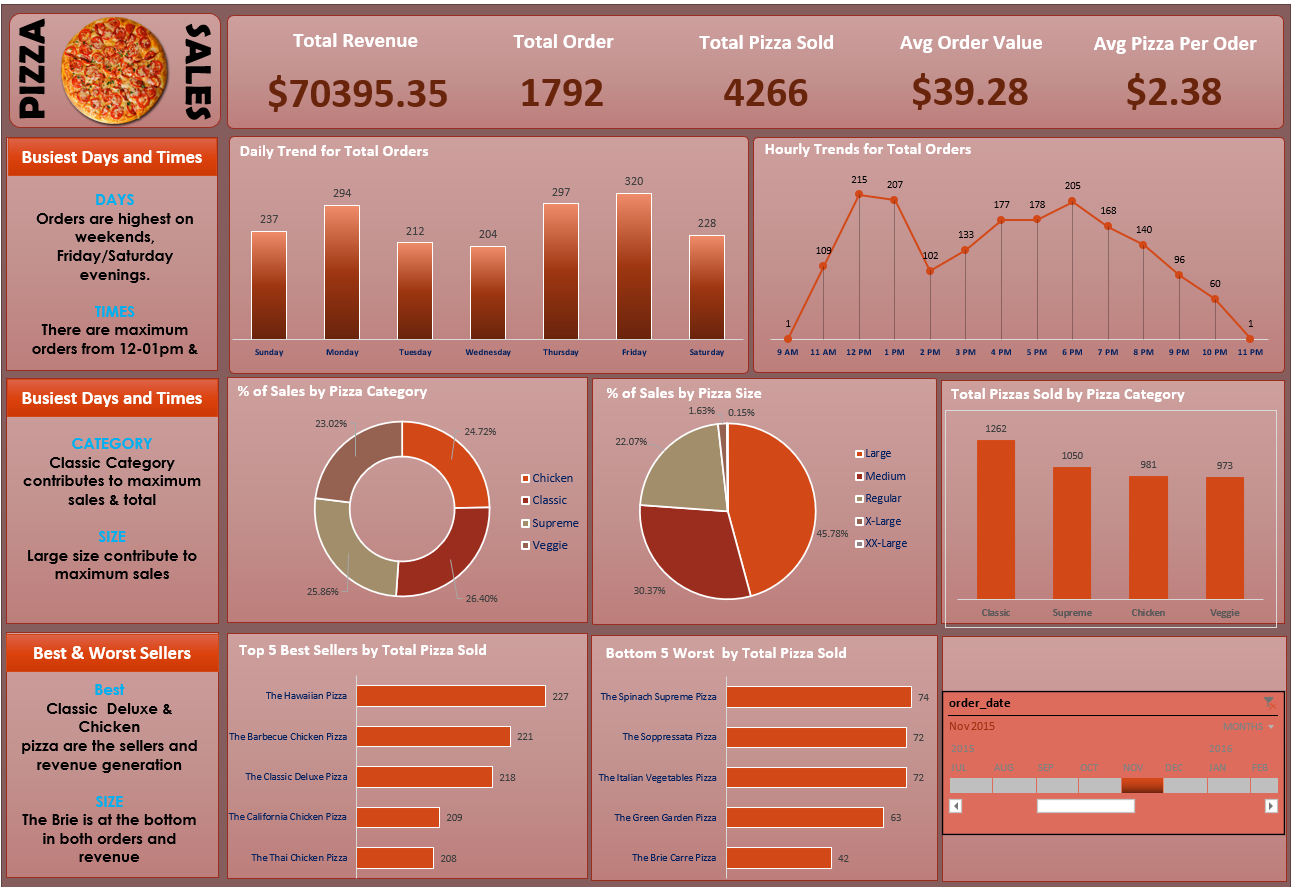 PIZZA
SALES
Total Revenue
$70395.35
Total Order
1792
Total Pizza Sold
4266
Avg Order Value
$39.28
Avg Pizza Per Oder
$2.38
Busiest Days and Times
DAYS
Orders are highest on
weekends,
Friday/Saturday
evenings.
TIMES
There are maximum
orders from 12-01pm &
Daily Trend for Total Orders
237
294
212
204
297
320
228
Sunday
Monday
Tuesday
Wednesday
Thursday
Friday
Saturday
Hourly Trends for Total Orders
1
109
215
207
102
133
177
178
205
168
140
96
60
1
9 AM
11 AM
12 PM
1 PM
2 PM
3 PM
4 PM
5 PM
6 PM
7 PM
8 PM
9 PM
10 PM
11 PM
Busiest Days and Times
CATEGORY
Classic Category
contributes to maximum
sales & total
SIZE
Large size contribute to
maximum sales
% of Sales by Pizza Category
23.02%
24.72%
25.86%
26.40%
Chicken
Classic
Supreme
Veggie
% of Sales by Pizza Size
1.63%
0.15%
22.07%
45.78%
30.37%
Large
Medium
Regular
X-Large
XX-Large
Total Pizzas Sold by Pizza Category
1262
1050
981
973
Classic
Supreme
Chicken
Veggie
Best & Worst Sellers
Best
Classic Deluxe &
Chicken
pizza are the sellers and
revenue generation
SIZE
The Brie is at the bottom
in both orders and
revenue
Top 5 Best Sellers by Total Pizza Sold
The Hawaiian Pizza 227
The Barbecue Chicken Pizza 221
The Classic Deluxe Pizza 218
The California Chicken Pizza 209
The Thai Chicken Pizza 208
Bottom 5 Worst by Total Pizza Sold
The Spinach Supreme Pizza 74
The Soppressata Pizza 72
The Italian Vegetables Pizza 72
The Green Garden Pizza 63
The Brie Carre Pizza 42
order_date
Nov 2015
MONTHS
2015
2016
JUL
AUG
SEP
OCT
NOV
DEC
JAN
FEB